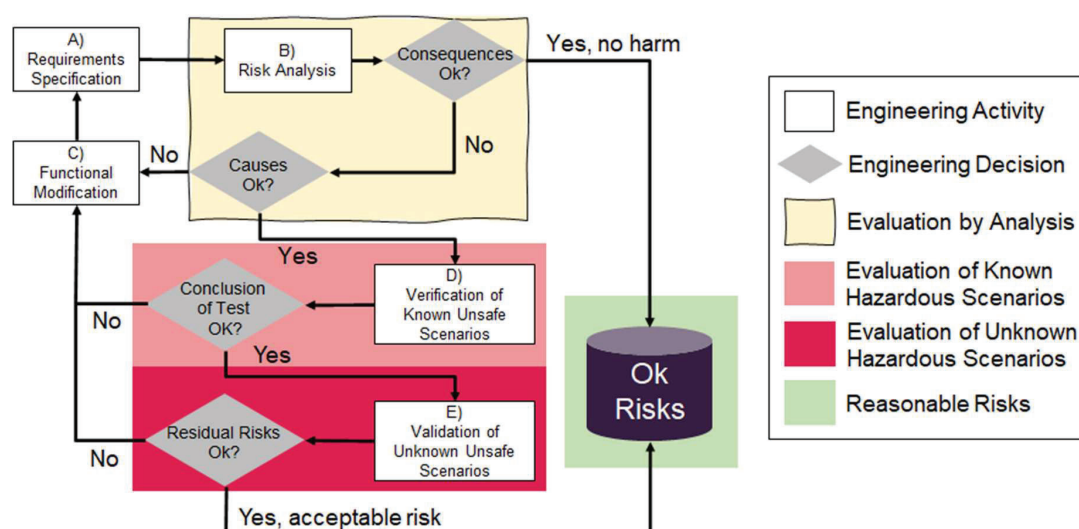 A)
Requirements
Specification
B)
Risk Analysis
Consequences
Ok?
Yes, no harm
No
C)
Functional
Modification
No
Causes
Ok?
Yes
Conclusion
of Test
OK?
No
D)
Verification of
Known Unsafe
Scenarios
Yes
Residual Risks
Ok?
No
E)
Validation of
Unknown Unsafe
Scenarios
Yes, acceptable risk
Ok
Risks
Engineering Activity
Engineering Decision
Evaluation by Analysis
Evaluation of Known
Hazardous Scenarios
Evaluation of Unknown
Hazardous Scenarios
Reasonable Risks